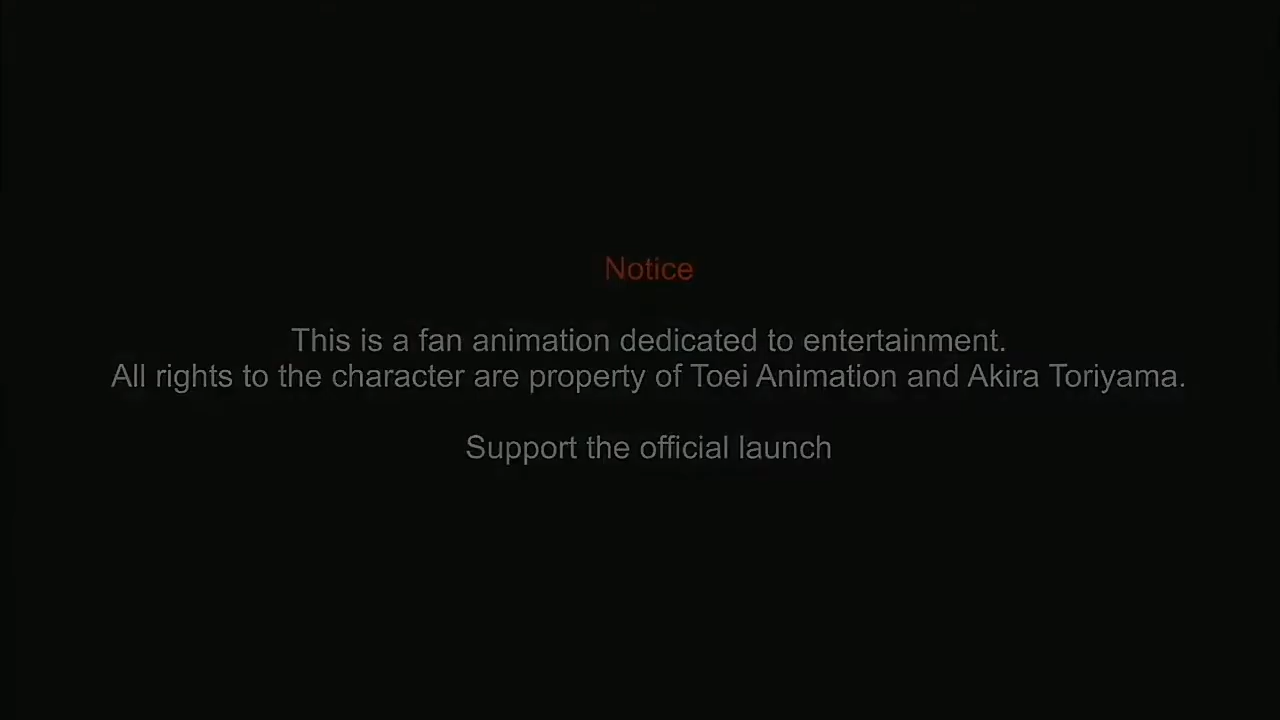 Notice
This is a fan animation dedicated to entertainment.
All rights to the character are property of Toei Animation and Akira Toriyama.
Support the official launch